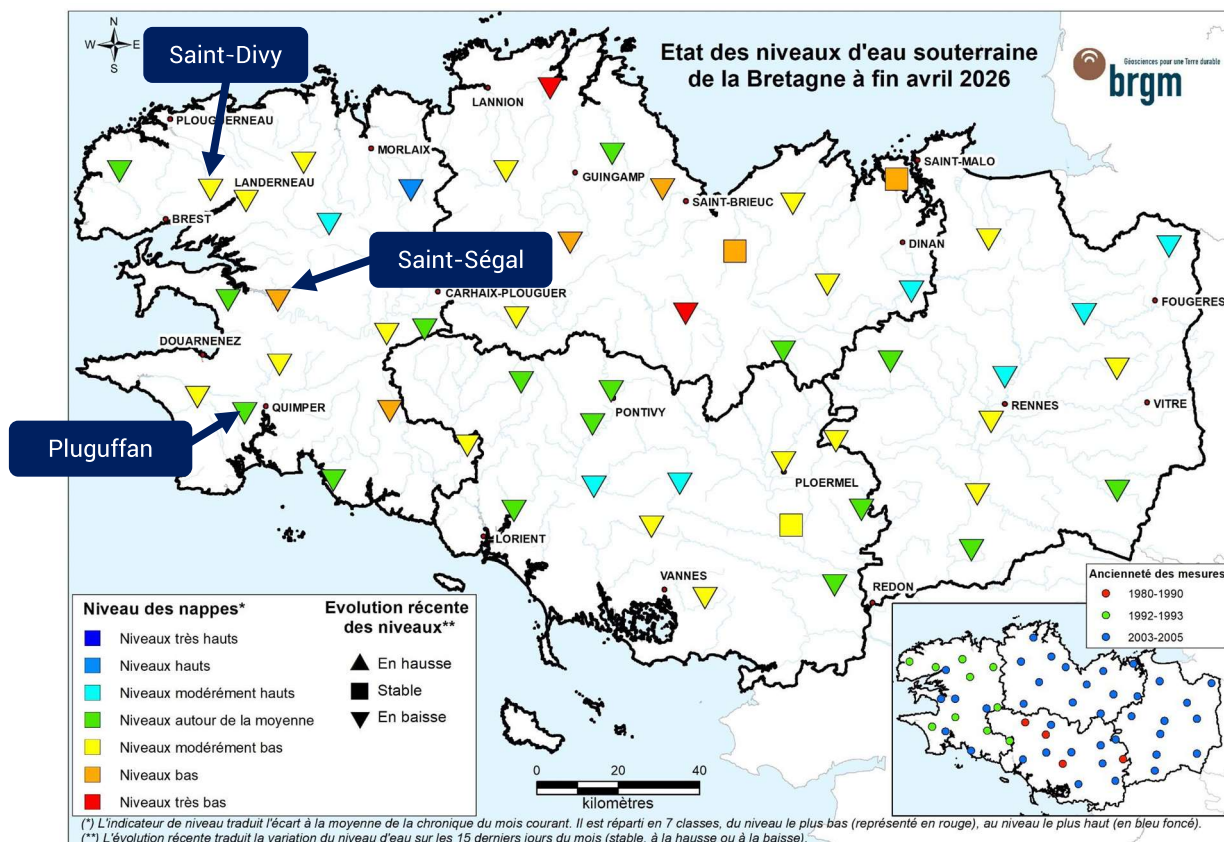 N
W E
S
Saint-Divy
Etat des niveaux d'eau souterraine
de la Bretagne à fin avril 2026
Géosciences pour une Terre durable
brgm
LANNION
PLOUGUERNEAU
MORLAIX
SAINT-MALO
GUINGAMP
LANDERNEAU
SAINT-BRIEUC
BREST
DINAN
Saint-Ségal
CARHAIX-PLOUGUER
FOUGERES
DOUARNENEZ
QUIMPER
PONTIVY
RENNES
VITRE
Pluguffan
PLOERMEL
LORIENT
VANNES
REDON
Niveau des nappes*
Niveaux très hauts
Niveaux hauts
Niveaux modérément hauts
Niveaux autour de la moyenne
Niveaux modérément bas
Niveaux bas
Niveaux très bas
Evolution récente
des niveaux**
En hausse
Stable
En baisse
0 20 40
kilomètres
Ancienneté des mesures
1980-1990
1992-1993
2003-2005
(*) L'indicateur de niveau traduit l'écart à la moyenne de la chronique du mois courant. Il est réparti en 7 classes, du niveau le plus bas (représenté en rouge), au niveau le plus haut (en bleu foncé).
(**) L'évolution récente traduit la variation du niveau d'eau sur les 15 derniers jours du mois (stable, à la hausse ou à la baisse).